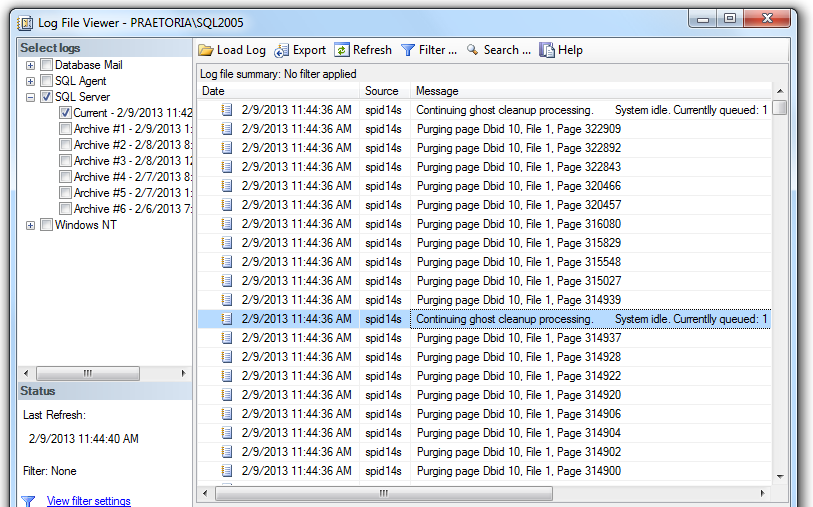 Log File Viewer - PRAETORIA\SQL2005
Select logs
Database Mail
SQL Agent
SQL Server
Current - 2/9/2013 11:42
Archive #1 - 2/9/2013 1:
Archive #2 - 2/8/2013 8:
Archive #3 - 2/8/2013 12
Archive #4 - 2/7/2013 8:
Archive #5 - 2/7/2013 1:
Archive #6 - 2/6/2013 7:
Windows NT
Status
Last Refresh:
2/9/2013 11:44:40 AM
Filter: None
View filter settings
Load Log Export Refresh Filter ... Search ... Help
Log file summary: No filter applied
Date Source Message
2/9/2013 11:44:36 AM spid14s Continuing ghost cleanup processing. System idle. Currentlly queued: 1
2/9/2013 11:44:36 AM spid14s Purging page Dbid 10, File 1, Page 322909
2/9/2013 11:44:36 AM spid14s Purging page Dbid 10, File 1, Page 322892
2/9/2013 11:44:36 AM spid14s Purging page Dbid 10, File 1, Page 322843
2/9/2013 11:44:36 AM spid14s Purging page Dbid 10, File 1, Page 320466
2/9/2013 11:44:36 AM spid14s Purging page Dbid 10, File 1, Page 320457
2/9/2013 11:44:36 AM spid14s Purging page Dbid 10, File 1, Page 316080
2/9/2013 11:44:36 AM spid14s Purging page Dbid 10, File 1, Page 315829
2/9/2013 11:44:36 AM spid14s Purging page Dbid 10, File 1, Page 315548
2/9/2013 11:44:36 AM spid14s Purging page Dbid 10, File 1, Page 315027
2/9/2013 11:44:36 AM spid14s Purging page Dbid 10, File 1, Page 314939
2/9/2013 11:44:36 AM spid14s Continuing ghost cleanup processing. System idle. Currentlly queued: 1
2/9/2013 11:44:36 AM spid14s Purging page Dbid 10, File 1, Page 314937
2/9/2013 11:44:36 AM spid14s Purging page Dbid 10, File 1, Page 314928
2/9/2013 11:44:36 AM spid14s Purging page Dbid 10, File 1, Page 314922
2/9/2013 11:44:36 AM spid14s Purging page Dbid 10, File 1, Page 314920
2/9/2013 11:44:36 AM spid14s Purging page Dbid 10, File 1, Page 314906
2/9/2013 11:44:36 AM spid14s Purging page Dbid 10, File 1, Page 314904
2/9/2013 11:44:36 AM spid14s Purging page Dbid 10, File 1, Page 314902
2/9/2013 11:44:36 AM spid14s Purging page Dbid 10, File 1, Page 314900